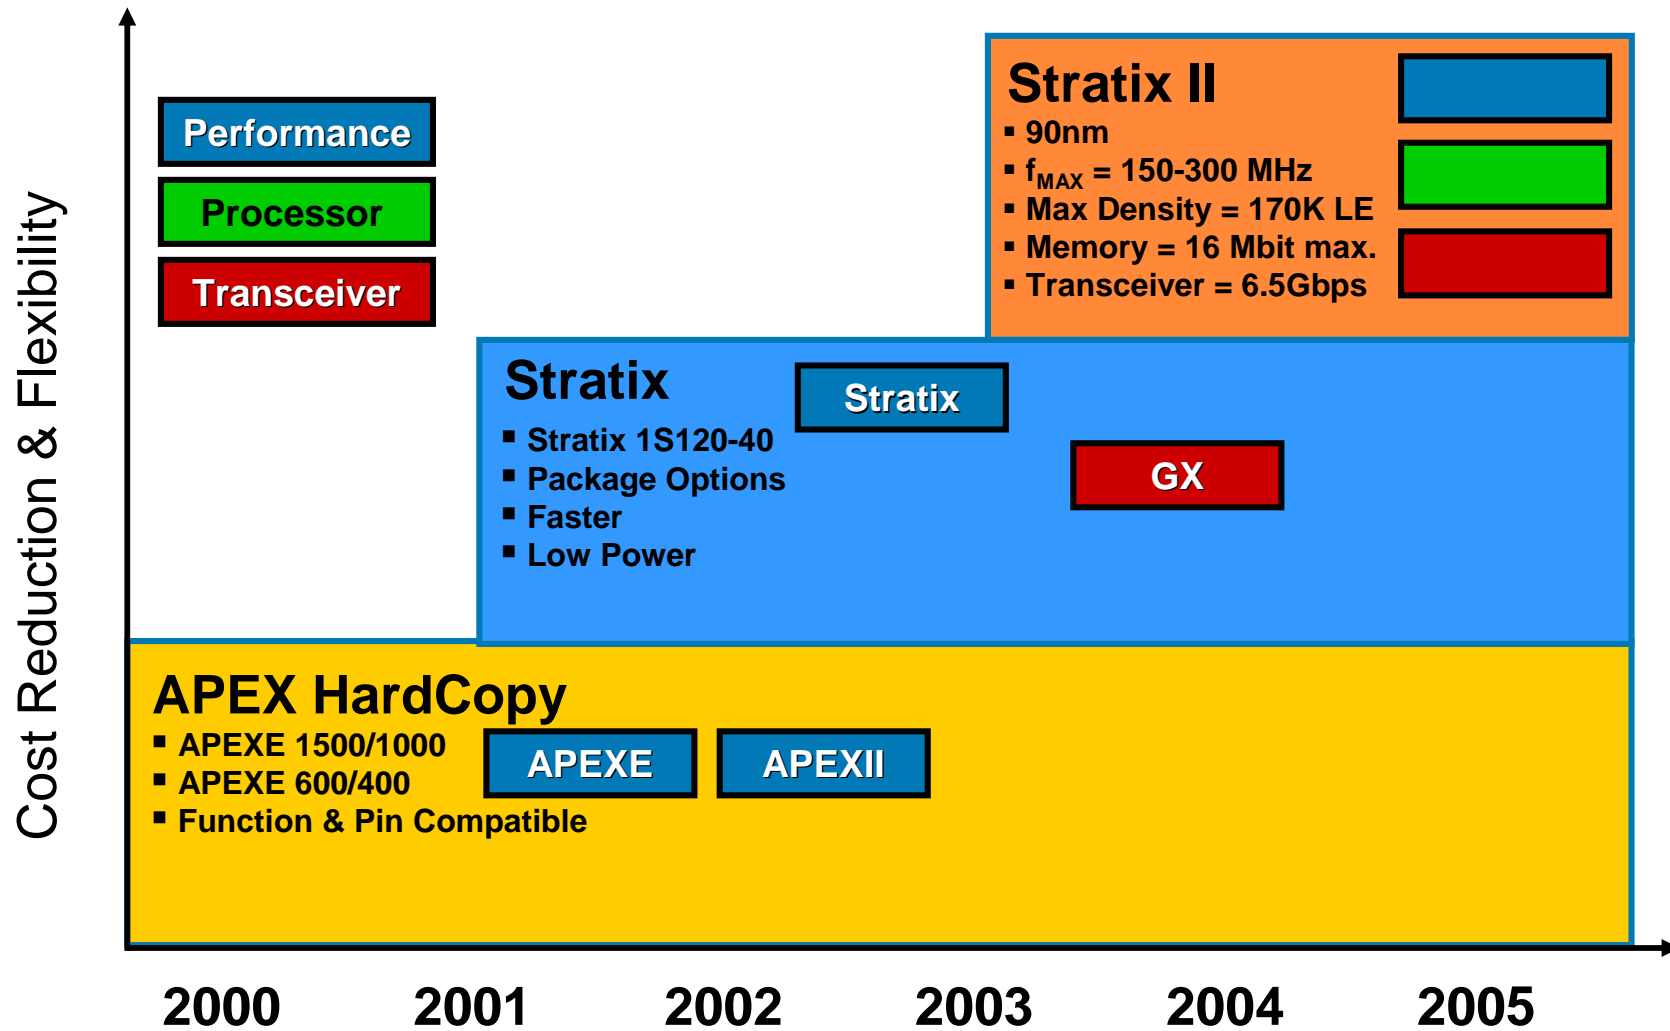 Cost Reduction & Flexibility
Performance
Processor
Transceiver
Stratix II
▪ 90nm
▪ fMAX = 150-300 MHz
▪ Max Density = 170K LE
▪ Memory = 16 Mbit max.
▪ Transceiver = 6.5Gbps
Stratix
▪ Stratix 1S120-40
▪ Package Options
▪ Faster
▪ Low Power
Stratix
GX
APEX HardCopy
▪ APEXE 1500/1000
▪ APEXE 600/400
▪ Function & Pin Compatible
APEXE
APEXII
2000 2001 2002 2003 2004 2005